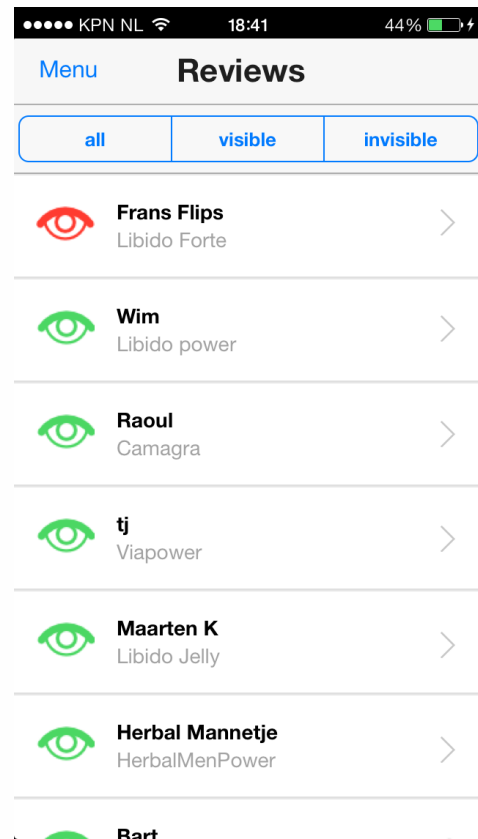 KPN NL 18:41 44%
Menu Reviews
all visible invisible
Frans Flips
Libido Forte
Wim
Libido power
Raoul
Camagra
tj
Viapower
Maarten K
Libido Jelly
Herbal Mannetje
HerbalMenPower
Bart